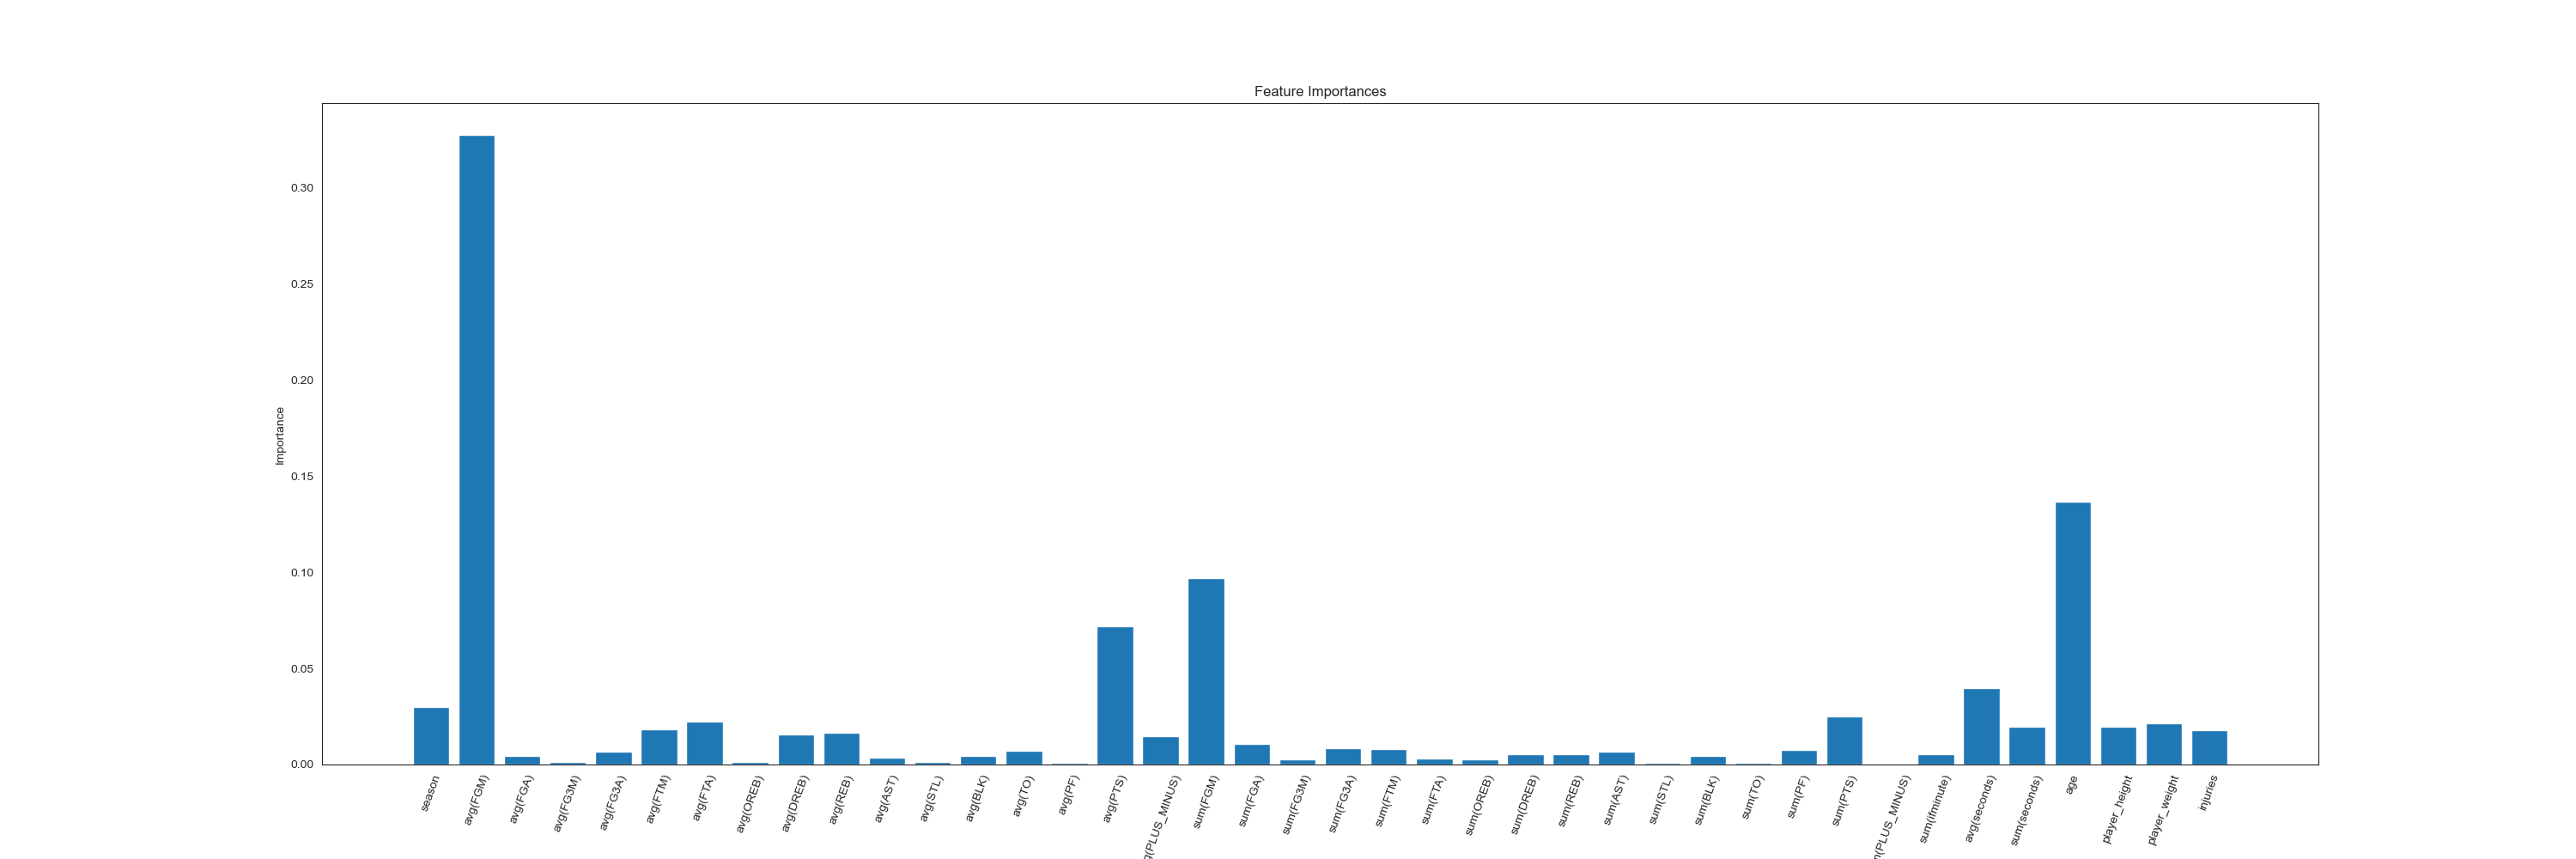 Feature Importances
Importance
0.30
0.25
0.20
0.15
0.10
0.05
0.00
season
avg(FGM)
avg(FGA)
avg(FG3M)
avg(FG3A)
avg(FTM)
avg(FTA)
avg(OREB)
avg(DREB)
avg(REB)
avg(AST)
avg(STL)
avg(BLK)
avg(TO)
avg(PF)
avg(PTS)
g(PLUS_MINUS)
sum(FGM)
sum(FGA)
sum(FG3M)
sum(FG3A)
sum(FTM)
sum(FTA)
sum(OREB)
sum(DREB)
sum(REB)
sum(AST)
sum(STL)
sum(BLK)
sum(TO)
sum(PF)
sum(PTS)
n(PLUS_MINUS)
sum(ifminute)
avg(seconds)
sum(seconds)
age
player_height
player_weight
injuries